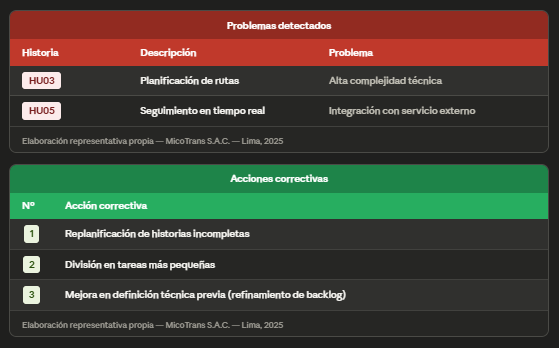 Problemas detectados
Historia Descripción Problema
HU03 Planificación de rutas Alta complejidad técnica
HU05 Seguimiento en tiempo real Integración con servicio externo
Elaboración representativa propia — MicoTrans S.A.C. — Lima, 2025
Acciones correctivas
Nº Acción correctiva
1 Replanificación de historias incompletas
2 División en tareas más pequeñas
3 Mejora en definición técnica previa (refinamiento de backlog)
Elaboración representativa propia — MicoTrans S.A.C. — Lima, 2025